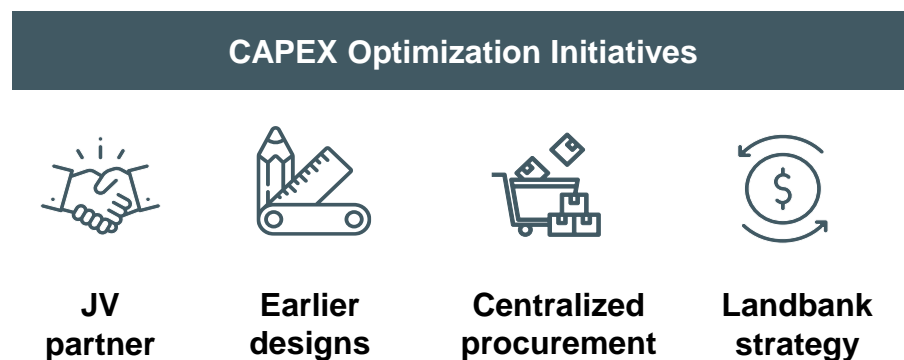 CAPEX Optimization Initiatives
JV
partner
Earlier
designs
Centralized
procurement
Landbank
strategy